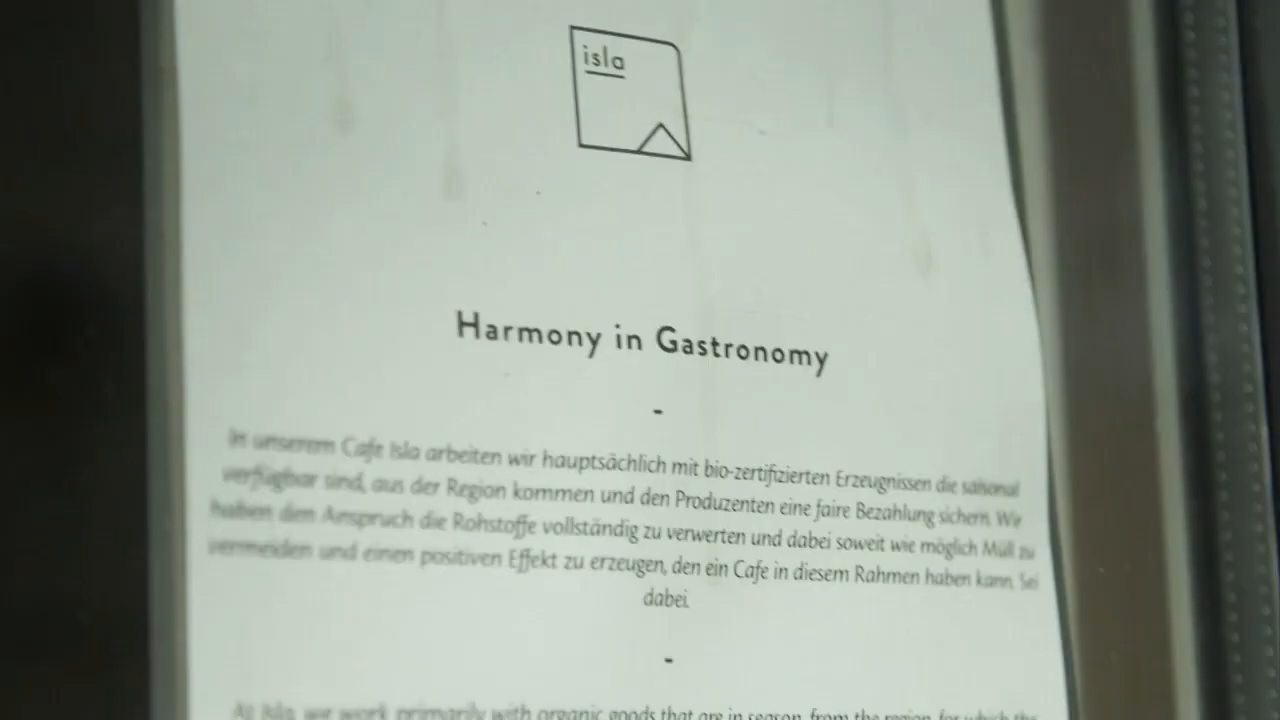 isla
Harmony in Gastronomy
-
In unserem Cafe Isla arbeiten wir hauptsächlich mit bio-zertifizierten Erzeugnissen die saisonal
verfügbar sind, aus der Region kommen und den Produzenten eine faire Bezahlung sichern. Wir
haben den Anspruch die Rohstoffe vollständig zu verwerten und dabei soweit wie möglich Müll zu
vermeiden und einen positiven Effekt zu erzeugen, den ein Cafe in diesem Rahmen haben kann. Sei
dabei.
-
At Isla, we work primarily with organic goods that are in season, from the region for which the